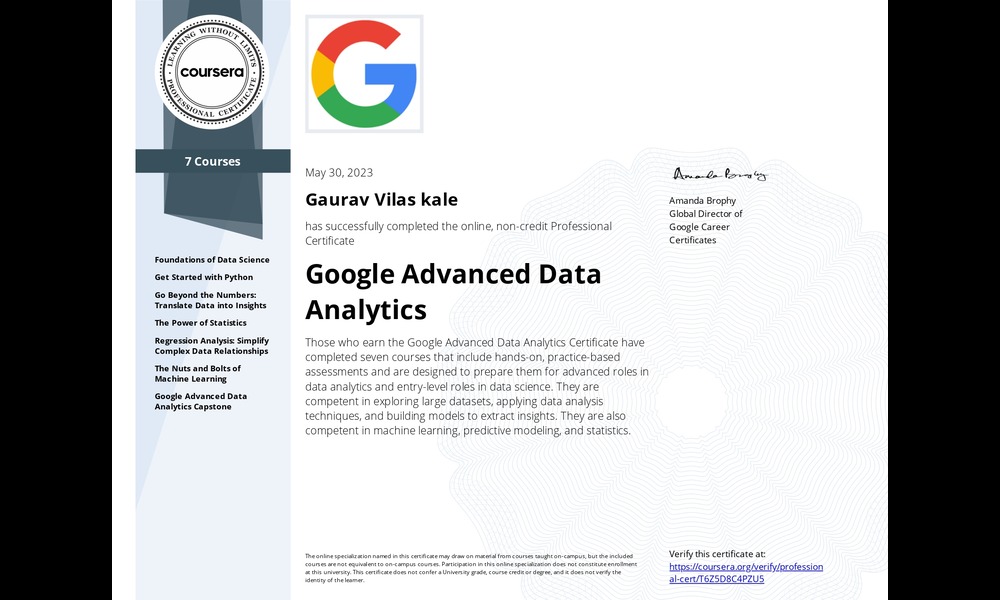 LEARNING WITHOUT LIMITS
coursera
PROFESSIONAL CERTIFICATE
7 Courses
Foundations of Data Science
Get Started with Python
Go Beyond the Numbers:
Translate Data into Insights
The Power of Statistics
Regression Analysis: Simplify
Complex Data Relationships
The Nuts and Bolts of
Machine Learning
Google Advanced Data
Analytics Capstone
May 30, 2023
Gaurav Vilas kale
has successfully completed the online, non-credit Professional
Certificate
Google Advanced Data
Analytics
Those who earn the Google Advanced Data Analytics Certificate have
completed seven courses that include hands-on, practice-based
assessments and are designed to prepare them for advanced roles in
data analytics and entry-level roles in data science. They are
competent in exploring large datasets, applying data analysis
techniques, and building models to extract insights. They are also
competent in machine learning, predictive modeling, and statistics.
Amanda Brophy
Amanda Brophy
Global Director of
Google Career
Certificates
The online specialization named in this certificate may draw on material from courses taught on-campus, but the included
courses are not equivalent to on-campus courses. Participation in this online specialization does not constitute enrollment
at this university. This certificate does not confer a University grade, course credit or degree, and it does not verify the
identity of the learner.
Verify this certificate at:
https://coursera.org/verify/profession
al-cert/T6Z5D8C4PZU5